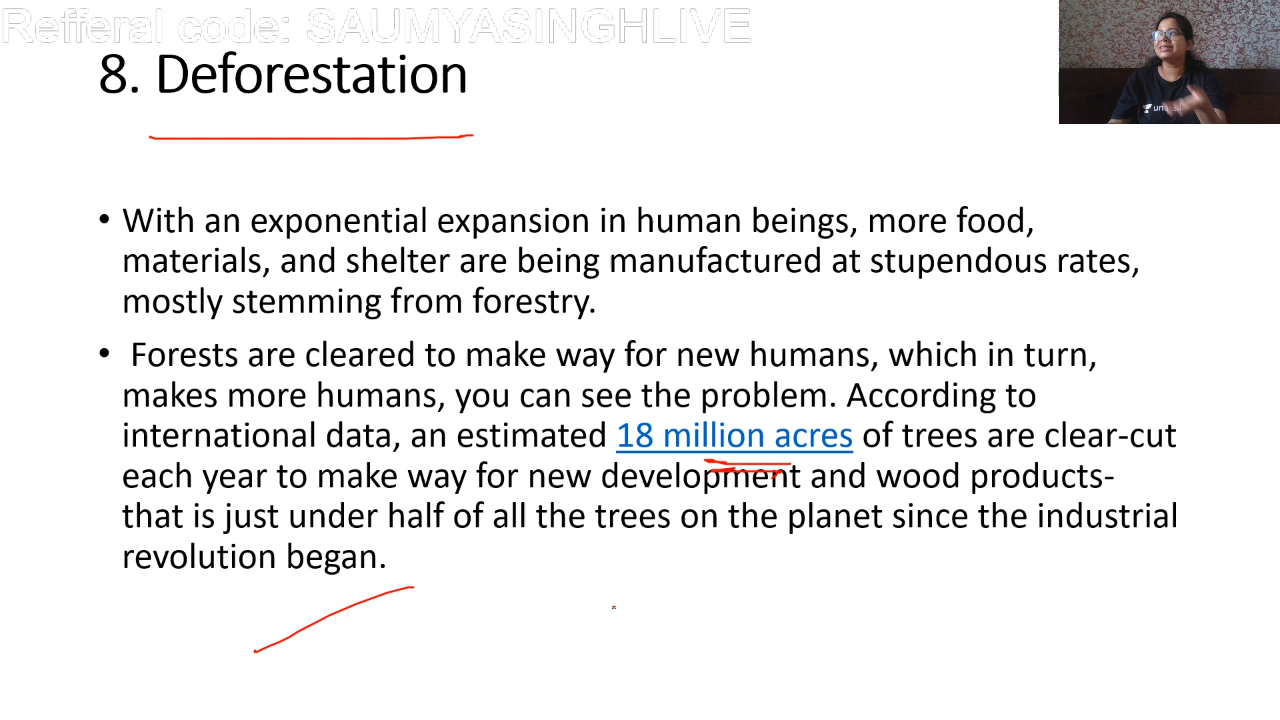 Refferal code: SAUMYASINGHLIVE
8. Deforestation
• With an exponential expansion in human beings, more food,
materials, and shelter are being manufactured at stupendous rates,
mostly stemming from forestry.
• Forests are cleared to make way for new humans, which in turn,
makes more humans, you can see the problem. According to
international data, an estimated 18 million acres of trees are clear-cut
each year to make way for new development and wood products-
that is just under half of all the trees on the planet since the industrial
revolution began.